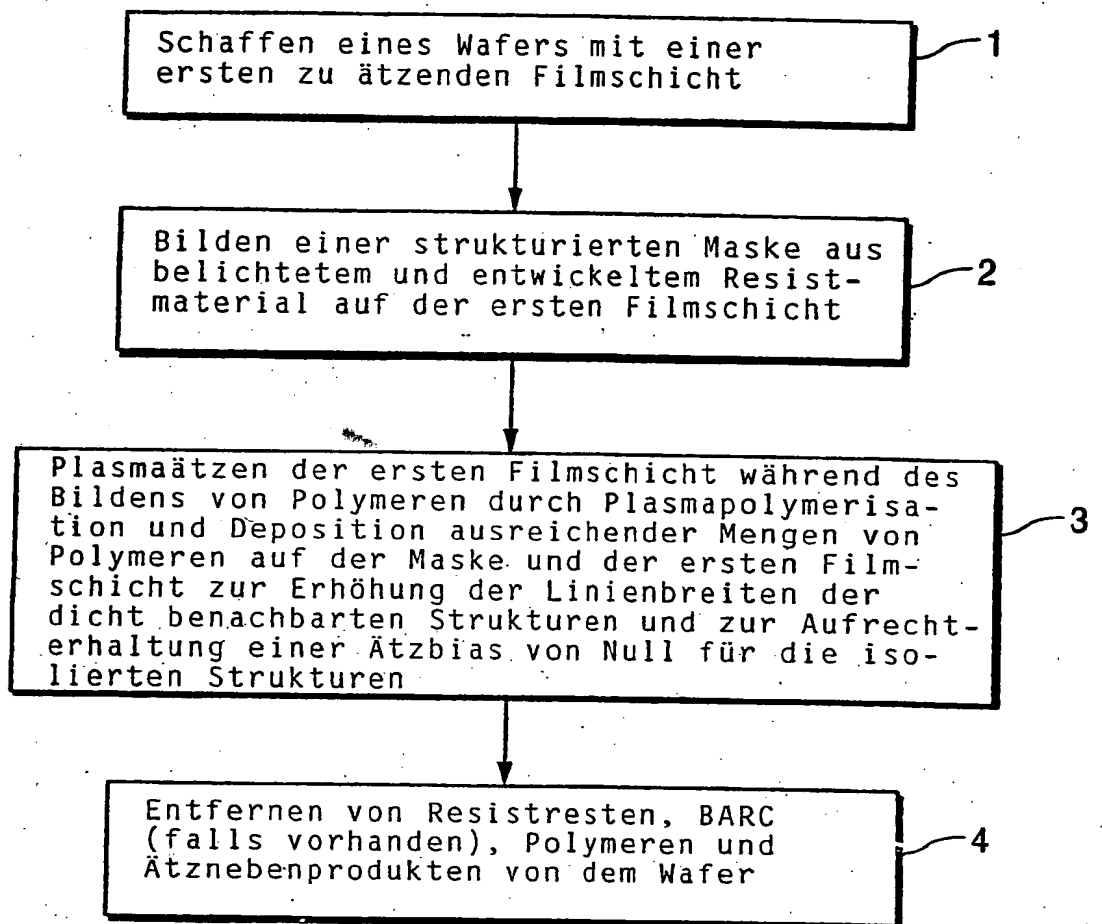 Schaffen eines Wafers mit einer
ersten zu ätzenden Filmschicht
1
Bilden einer strukturierten Maske aus
belichtetem und entwickeltem Resist-
material auf der ersten Filmschicht
2
Plasmaätzen der ersten Filmschicht während des
Bildens von Polymeren durch Plasmapolymerisa-
tion und Deposition ausreichender Mengen von
Polymeren auf der Maske und der ersten Film-
schicht zur Erhöhung der Linienbreiten der
dicht benachbarten Strukturen und zur Aufrecht-
erhaltung einer Ätzbias von Null für die iso-
lierten Strukturen
3
Entfernen von Resistresten, BARC
(falls vorhanden), Polymeren und
Ätznebenprodukten von dem Wafer
4